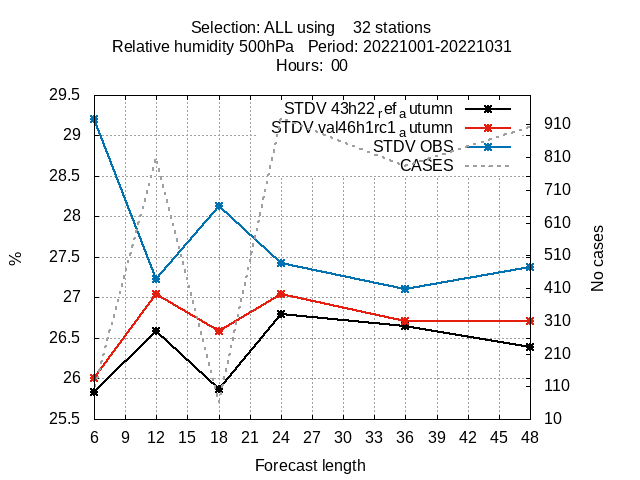 Selection: ALL using 32 stations
Relative humidity 500hPa Period: 20221001-20221031
Hours: 00
STDV 43h22ref autumn
STDV val46h1rc1autumn
STDV OBS
CASES
29.5
29
28.5
28
27.5
27
26.5
26
25.5
%
910
810
710
610
510
410
310
210
110
10
No cases
6 9 12 15 18 21 24 27 30 33 36 39 42 45 48
Forecast length